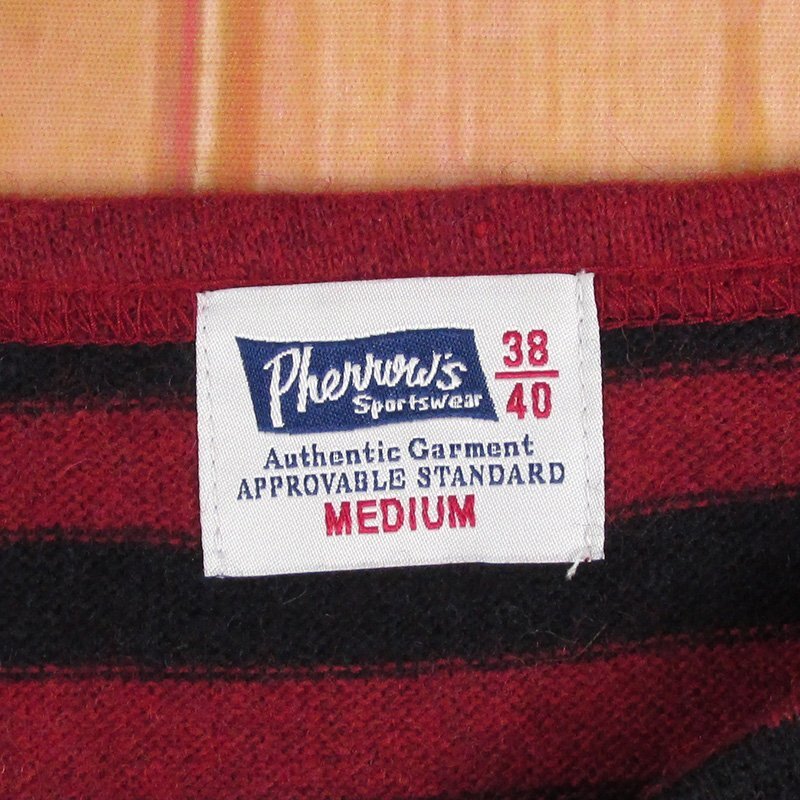 Pherrow's
Sportswear
38
40
Authentic Garment
APPROVABLE STANDARD
MEDIUM